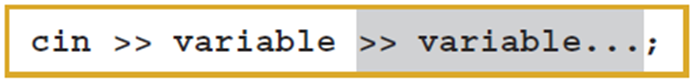 cin >> variable >> variable...;